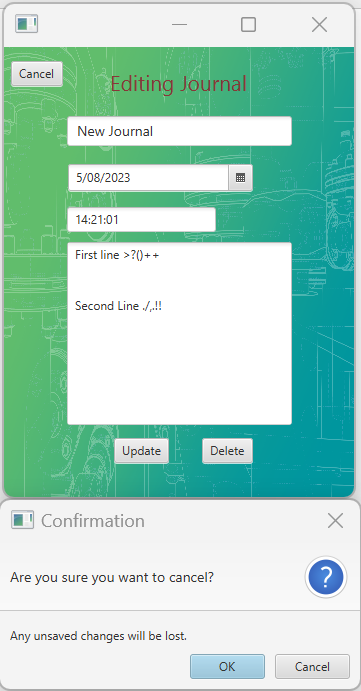 Cancel
Editing Journal
New Journal
5/08/2023
14:21:01
First line >?()++
Second Line ./,.!!
Update Delete
Confirmation
Are you sure you want to cancel?
?
Any unsaved changes will be lost.
OK Cancel